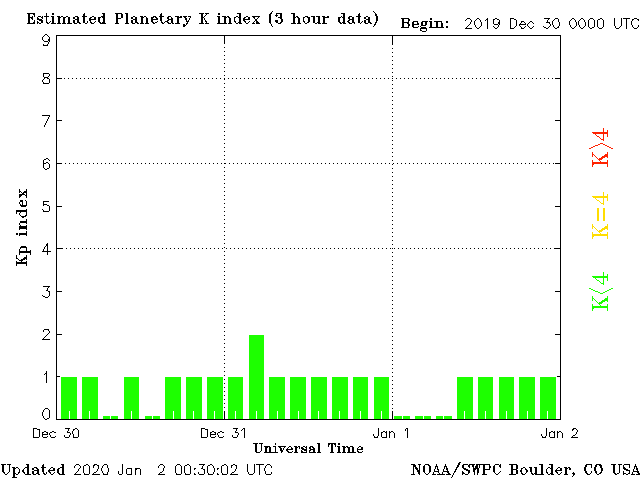 Estimated Planetary K index (3 hour data) Begin: 2019 Dec 30 0000 UTC
9
8
7
6
5
4
3
2
1
0
Kp index
K>4
K=4
K<4
Dec 30 Dec 31 Jan 1 Jan 2
Universal Time
Updated 2020 Jan 2 00:30:02 UTC NOAA/SWPC Boulder, CO USA